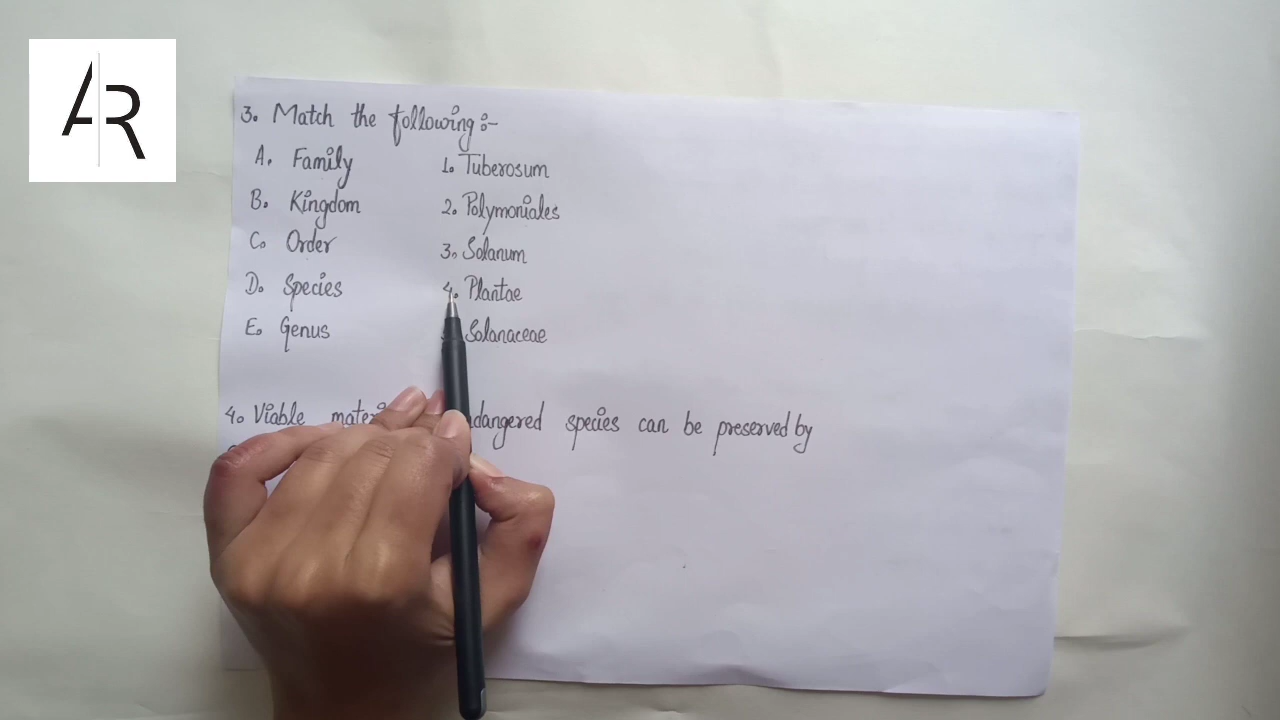 AR
3. Match the following :-
A. Family 1. Tuberosum
B. Kingdom 2. Polymoniales
C. Order 3. Solanum
D. Species 4. Plantae
E. Genus Solanaceae
4. Viable species can be preserved by